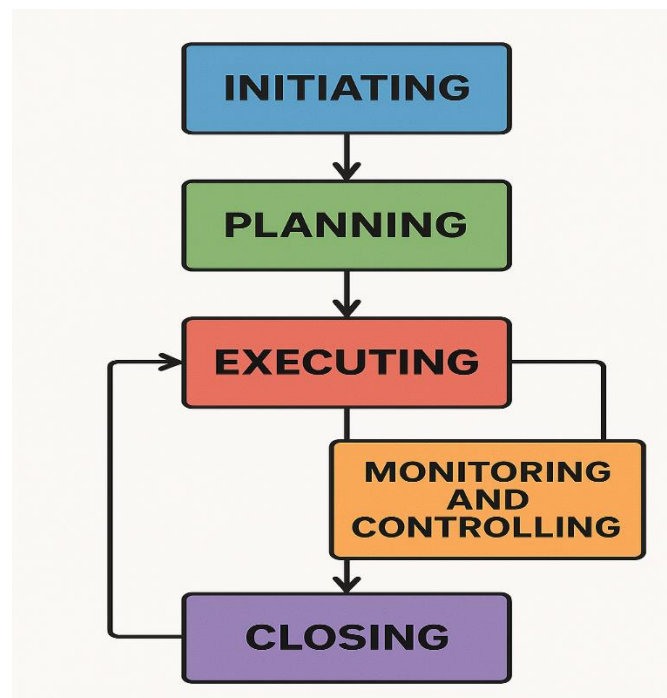 INITIATING
PLANNING
EXECUTING
MONITORING
AND
CONTROLLING
CLOSING